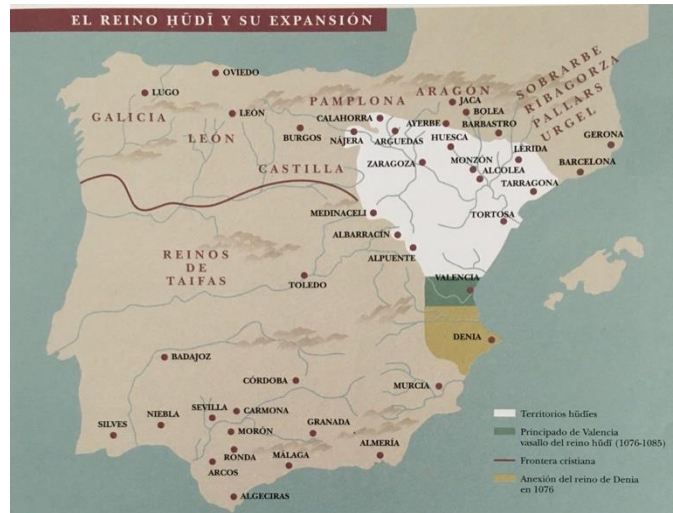 EL REINO ḤŪDĪ Y SU EXPANSIÓN
OVIEDO
LUGO
GALICIA
LEÓN
LEÓN
BURGOS
CASTILLA
PAMPLONA
CALAHORRA
NÁJERA
ARGUEDAS
ARAGÓN
JACA
BOLEA
AYERBE
BARBASTRO
HUESCA
SOBRARBE
RIBAGORZA
PALLARS
URGEL
GERONA
BARCELONA
LÉRIDA
MONZÓN
ALCOLEA
ZARAGOZA
TARRAGONA
TORTOSA
MEDINACELI
ALBARRACÍN
ALPUENTE
REINOS
DE
TAIFAS
TOLEDO
VALENCIA
DENIA
BADAJOZ
CÓRDOBA
MURCIA
SEVILLA
CARMONA
NIEBLA
SILVES
MORÓN
GRANADA
RONDA
ARCOS
MÁLAGA
ALMERÍA
ALGECIRAS
Territorios hūdíes
Principado de Valencia
vasallo del reino hūdī (1076-1085)
Frontera cristiana
Anexión del reino de Denia
en 1076